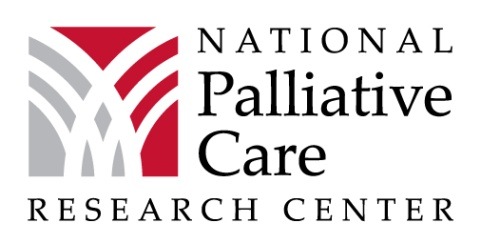 NATIONAL
Palliative
Care
RESEARCH CENTER